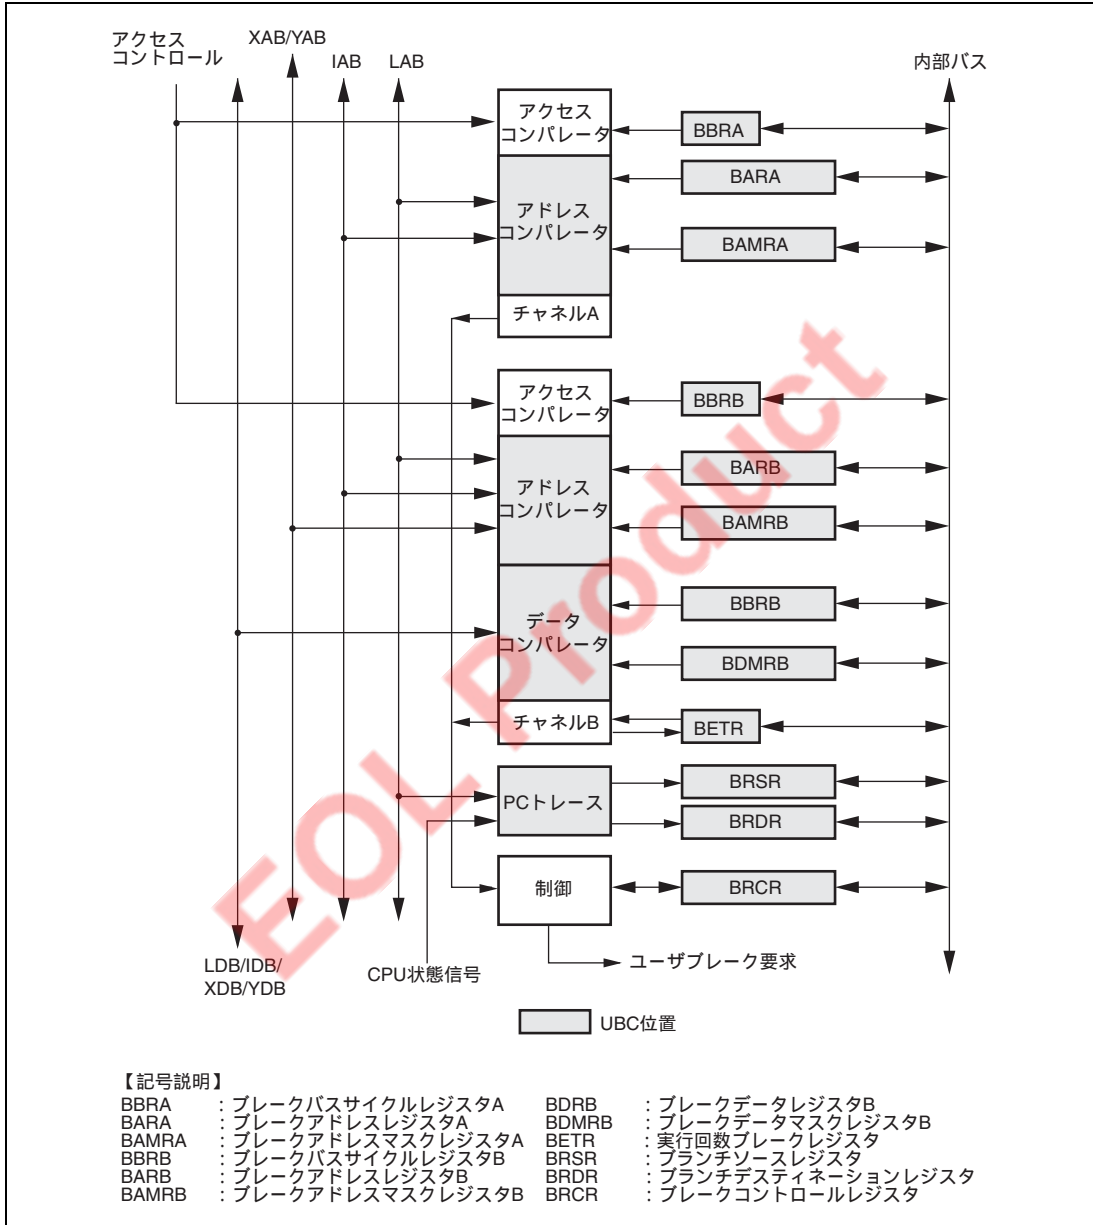 アクセス
コントロール
XAB/YAB
IAB
LAB
内部バス
アクセス
コンパレータ
BBRA
BARA
アドレス
コンパレータ
BAMRA
チャネルA
アクセス
コンパレータ
BBRB
BARB
アドレス
コンパレータ
BAMRB
BBRB
データ
コンパレータ
BDMRB
チャネルB
BETR
BRSR
PCトレース
BRDR
制御
BRCR
ユーザブレーク要求
LDB/IDB/
XDB/YDB
CPU状態信号
UBC位置
EOL Product
【記号説明】
BBRA : ブレークバスサイクルレジスタA
BARA : ブレークアドレスレジスタA
BAMRA : ブレークアドレスマスクレジスタA
BBRB : ブレークバスサイクルレジスタB
BARB : ブレークアドレスレジスタB
BAMRB : ブレークアドレスマスクレジスタB
BDRB : ブレークデータレジスタB
BDMRB : ブレークデータマスクレジスタB
BETR : 実行回数ブレークレジスタ
BRSR : ブランチソースレジスタ
BRDR : ブランチデスティネーションレジスタ
BRCR : ブレークコントロールレジスタ